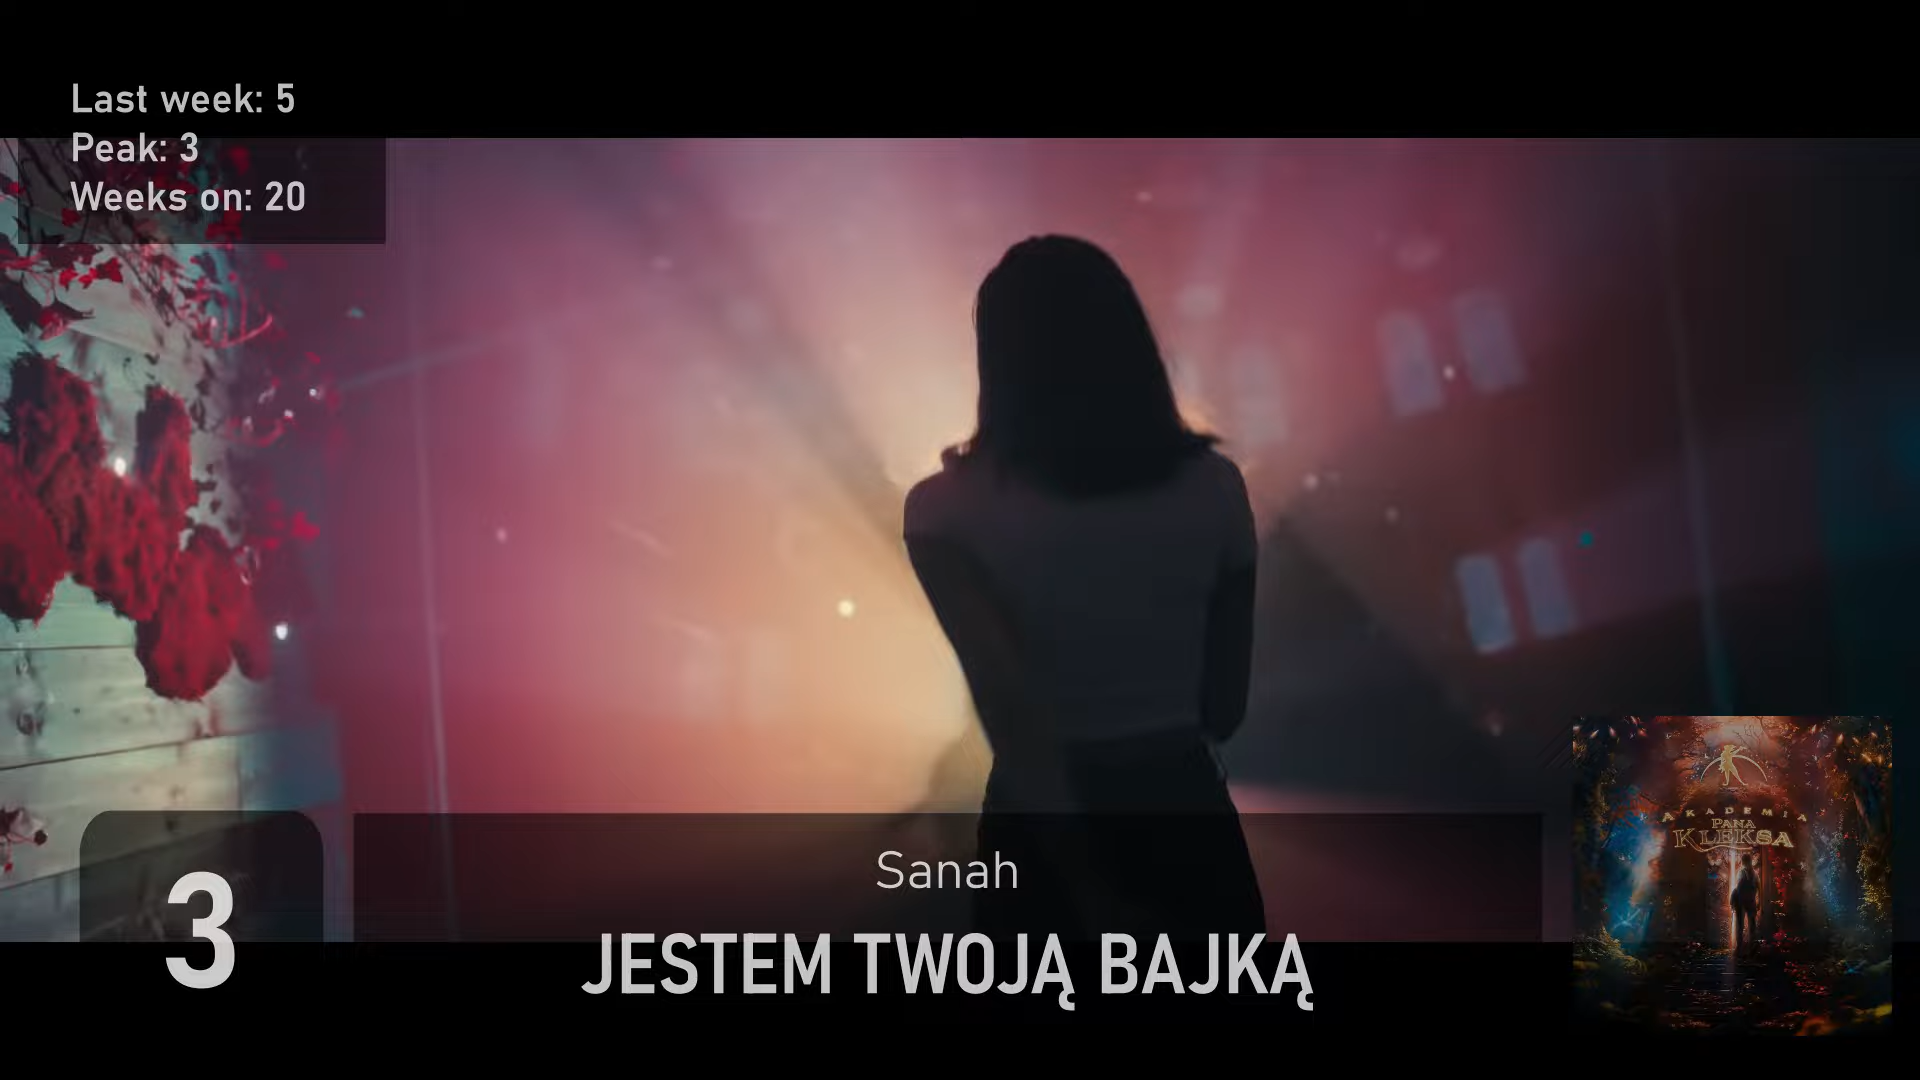 Last week: 5
Peak: 3
Weeks on: 20
3
Sanah
JESTEM TWOJĄ BAJKĄ
AKADEMIA
PANA
KLEKSA